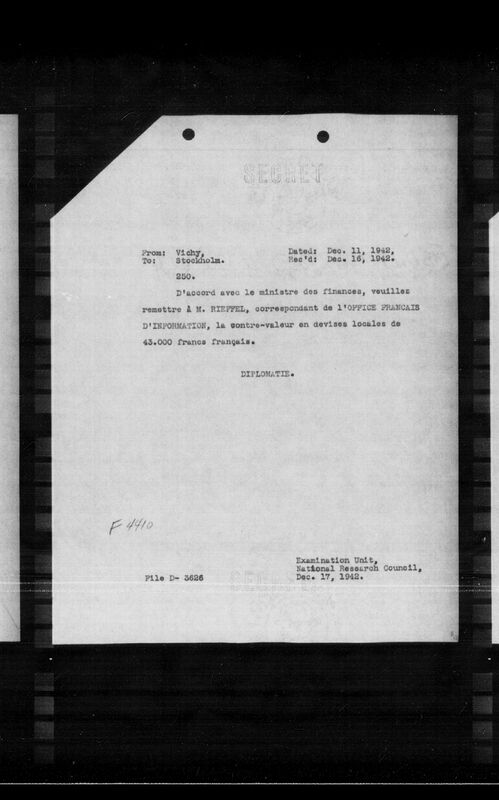 SECRET
From: Vichy, Dated: Dec. 11, 1942,
To: Stockholm. Rec'd: Dec. 16, 1942.
250.
D'accord avec le ministre des finances, veuillez
remettre À M. RIEFFEL, correspondant de l'OFFICE FRANCAIS
D'INFORMATION, la contre-valeur en devises locales de
43.000 francs français.
DIPLOMATIE.
F 4410
Examination Unit,
National Research Council,
File D- 3626 Dec. 17, 1942.